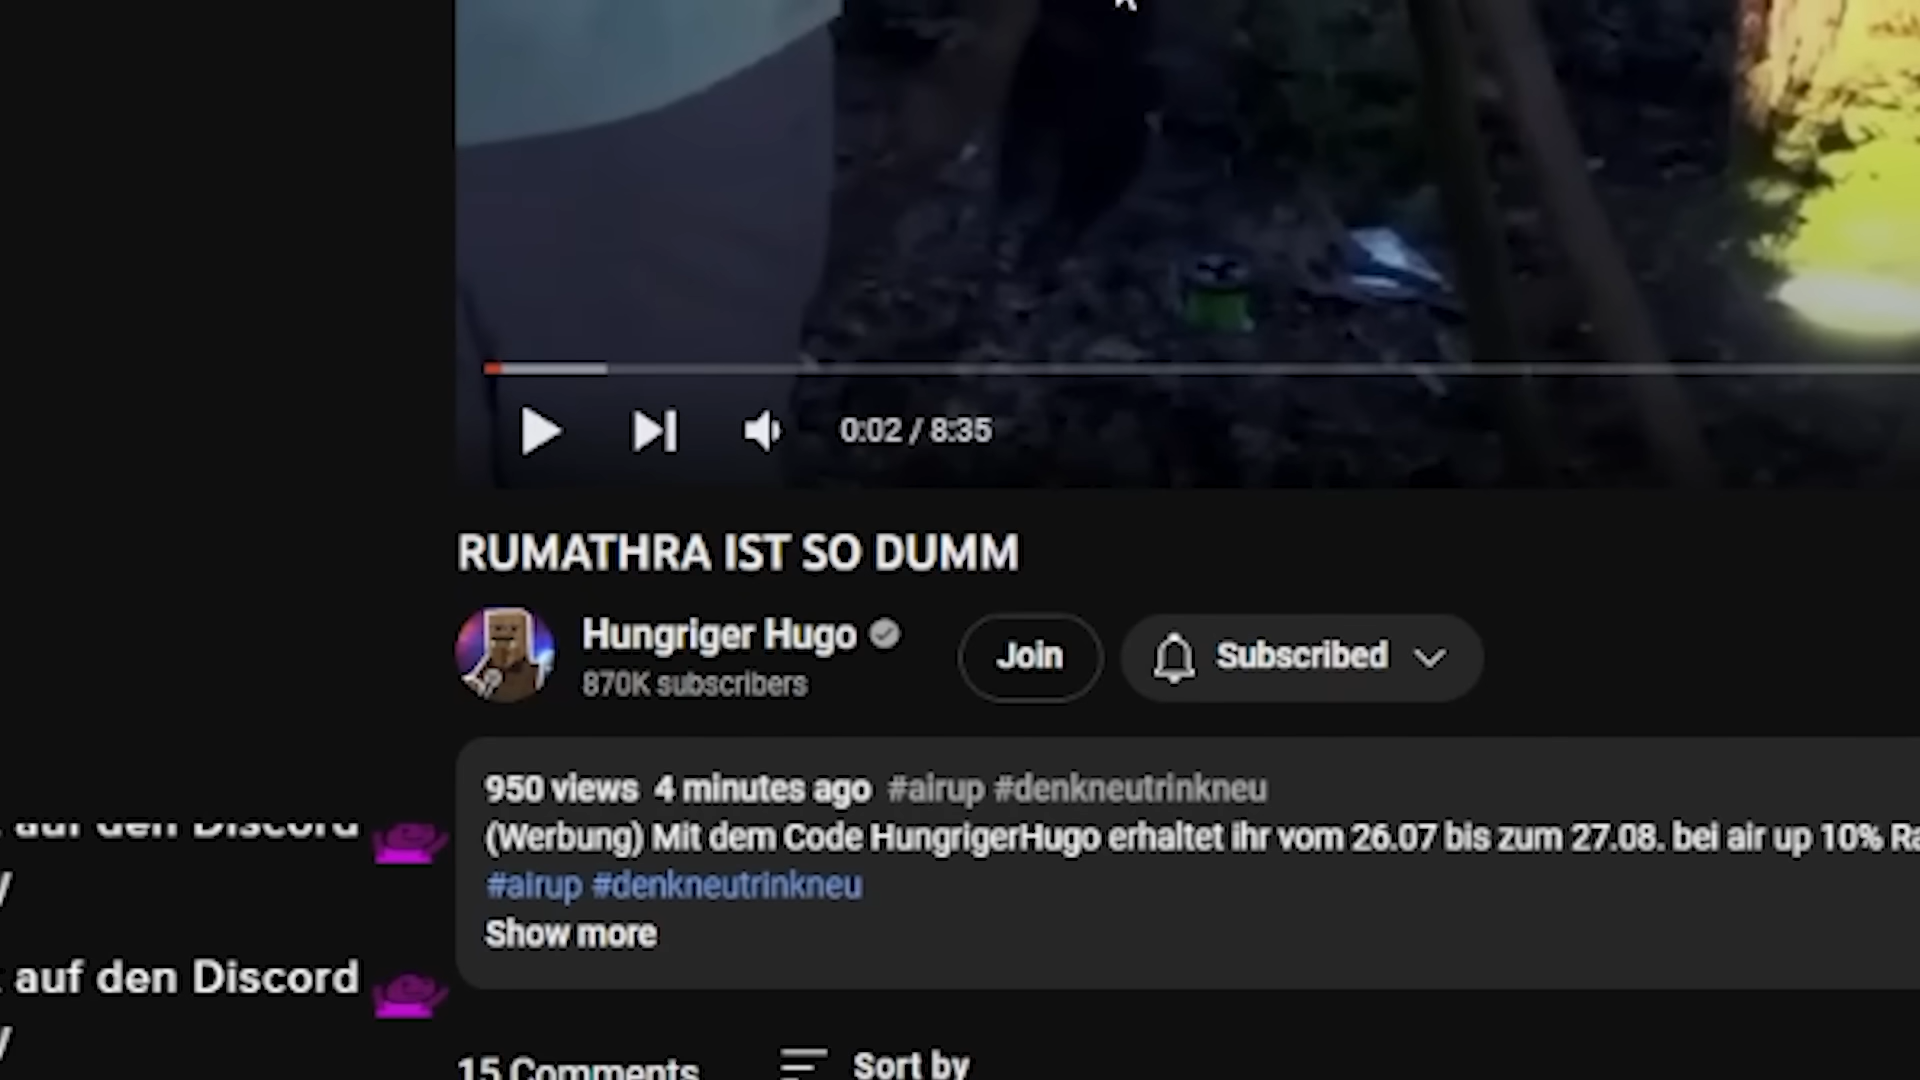 0:02 / 8:35
RUMATHRA IST SO DUMM
Hungriger Hugo
870K subscribers
Join
Subscribed
950 views 4 minutes ago #airup #denkneutrinkneu
(Werbung) Mit dem Code HungrigerHugo erhaltet ihr vom 26.07 bis zum 27.08. bei air up 10%
#airup #denkneutrinkneu
Show more
auf den Discord
auf den Discord
15 Comments
Sort by